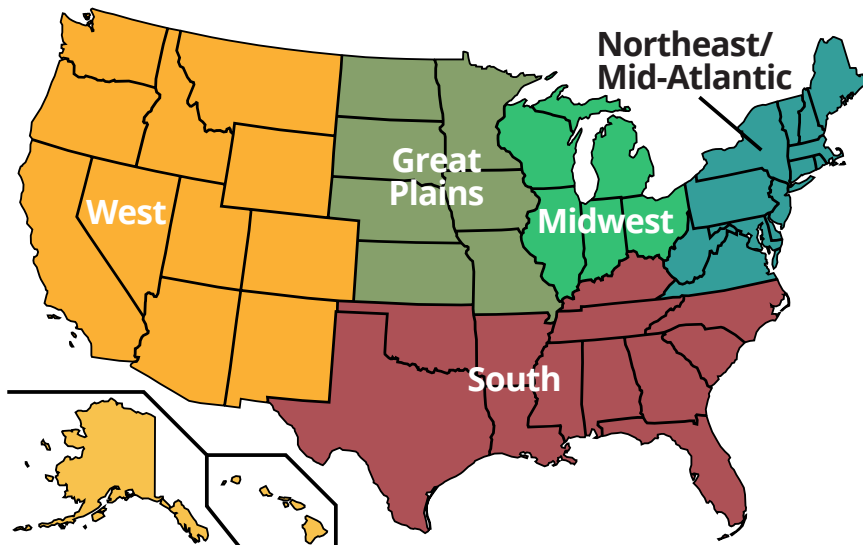 Northeast/
Mid-Atlantic
Great
Plains
West
Midwest
South